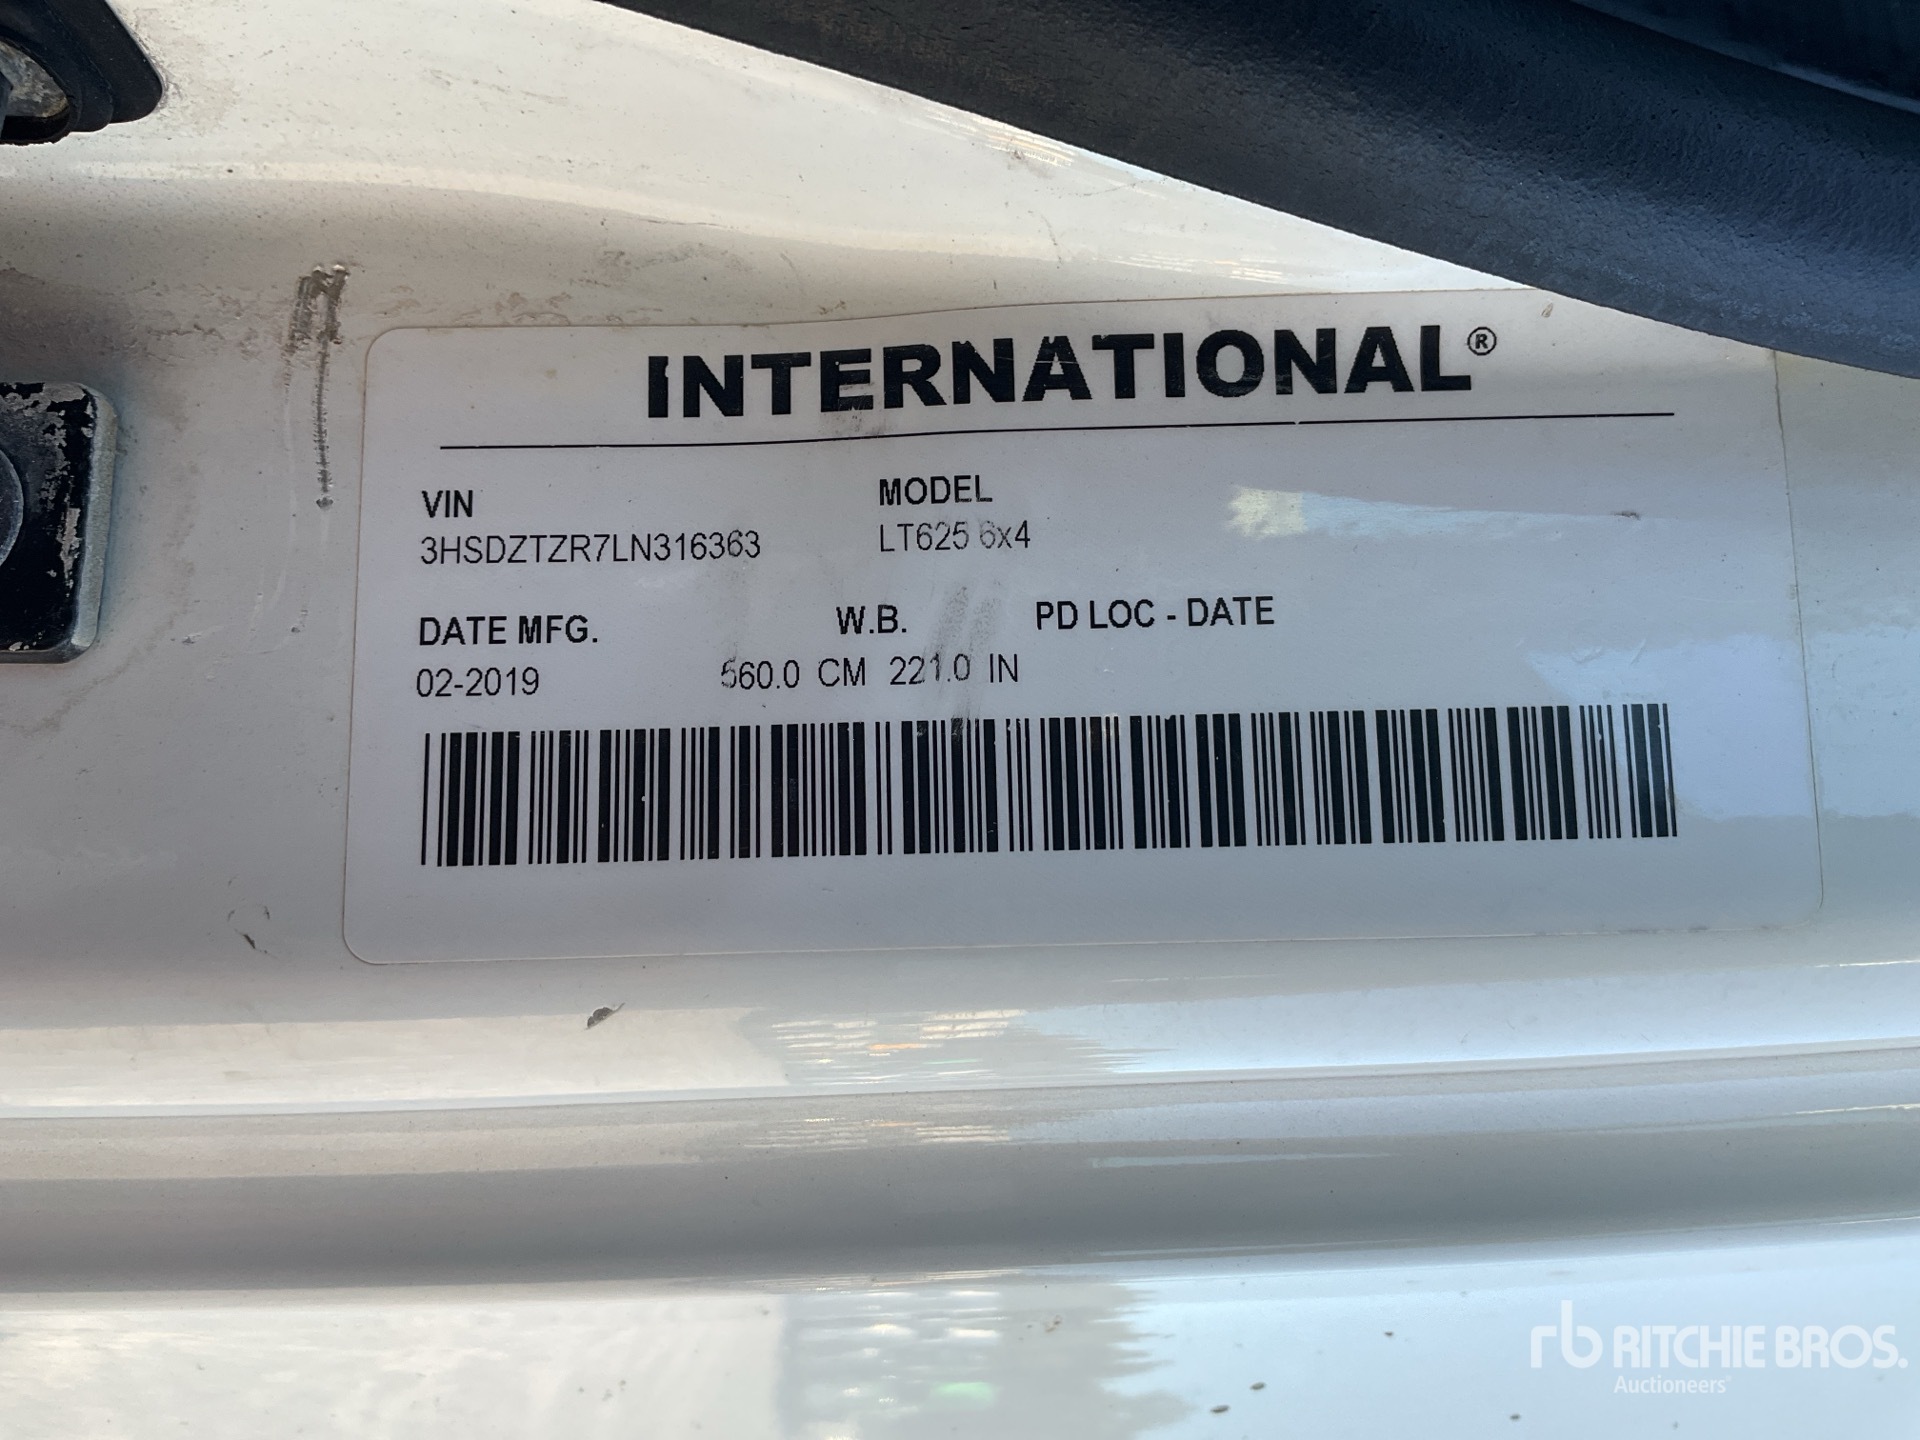 INTERNATIONAL®
VIN MODEL
3HSDZTZR7LN316363 LT625 6x4
DATE MFG. W.B. PD LOC - DATE
02-2019 560.0 CM 221.0 IN
rb RITCHIE BROS.
Auctioneers